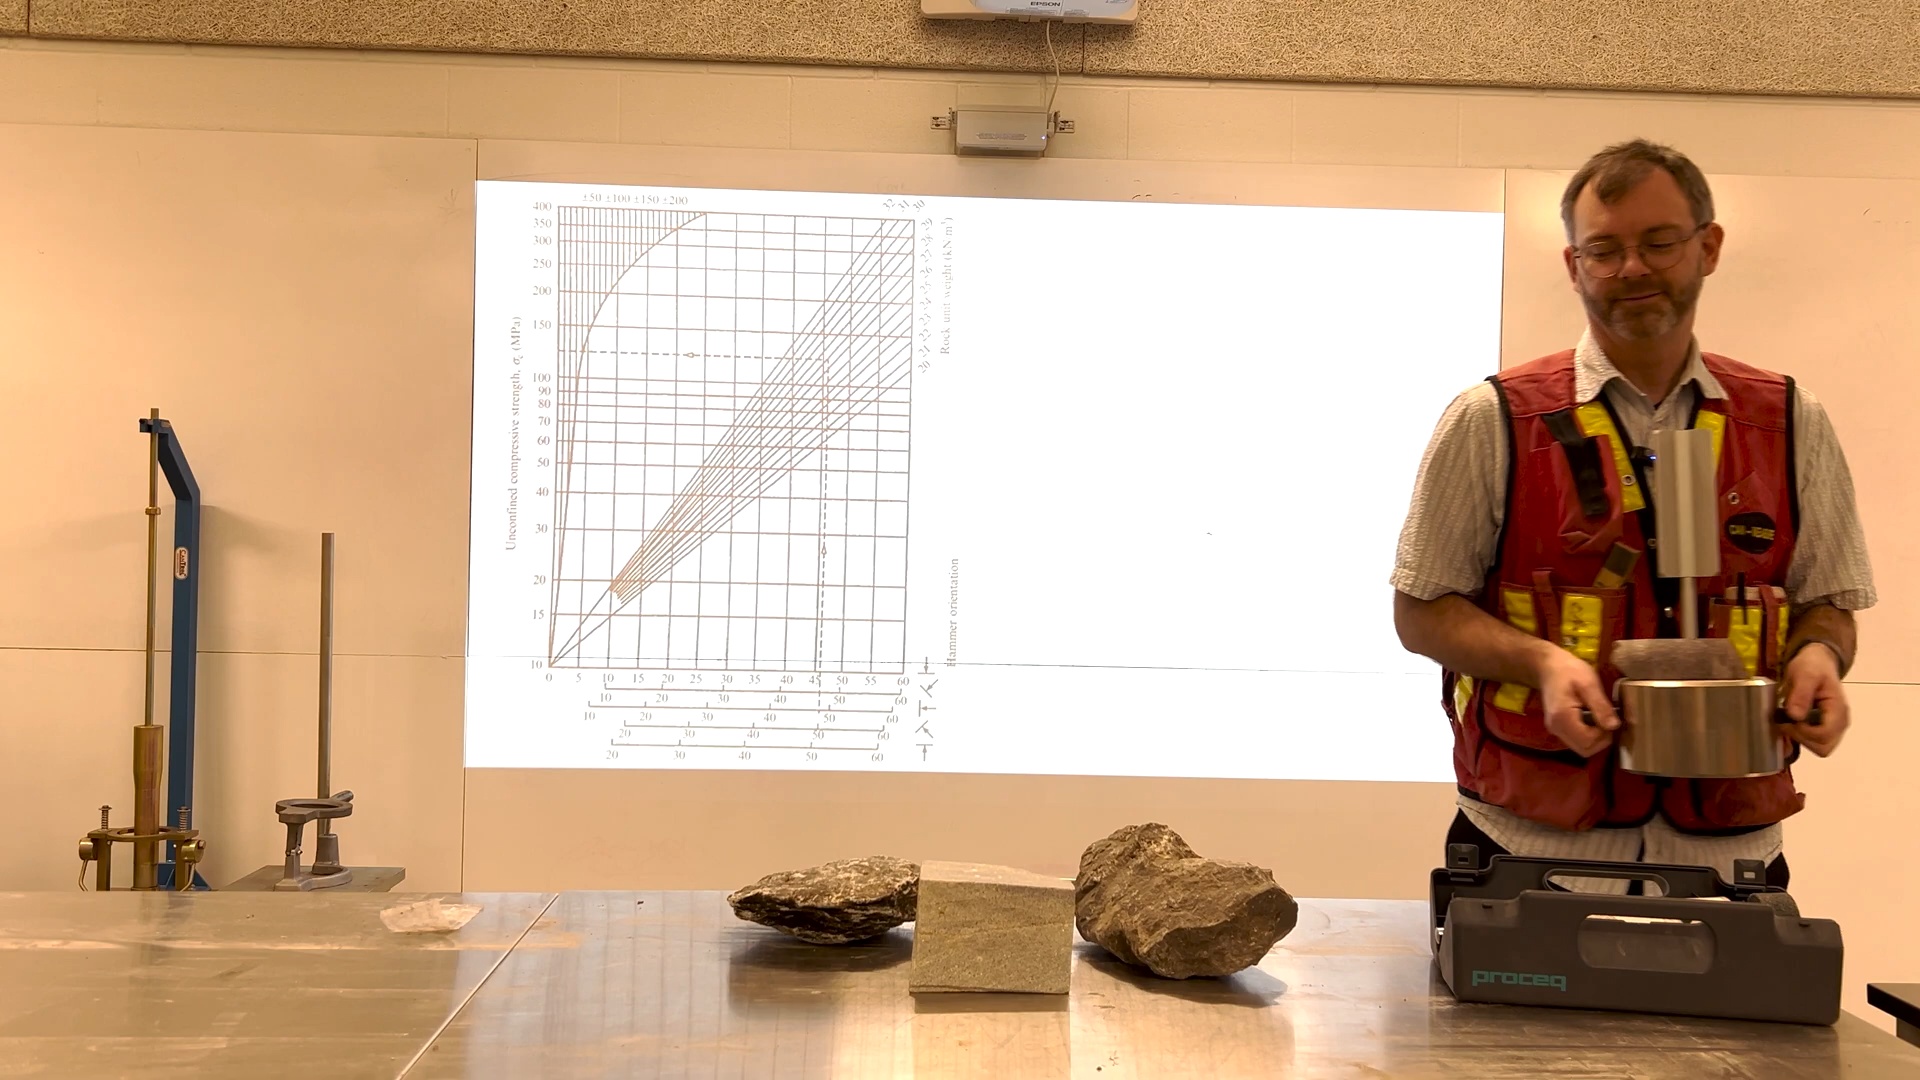 EPSON
±50 ±100 ±150 ±200
400
350
300
250
200
150
100
90
80
70
60
50
40
30
20
15
10
Unconfined compressive strength, σc (MPa)
32 31 30
Rock unit weight (kN/m³)
Hammer orientation
0 5 10 15 20 25 30 35 40 45 50 55 60
10 20 30 40 50 60
10 20 30 40 50 60
20 30 40 50 60
20 30 40 50 60
proceq